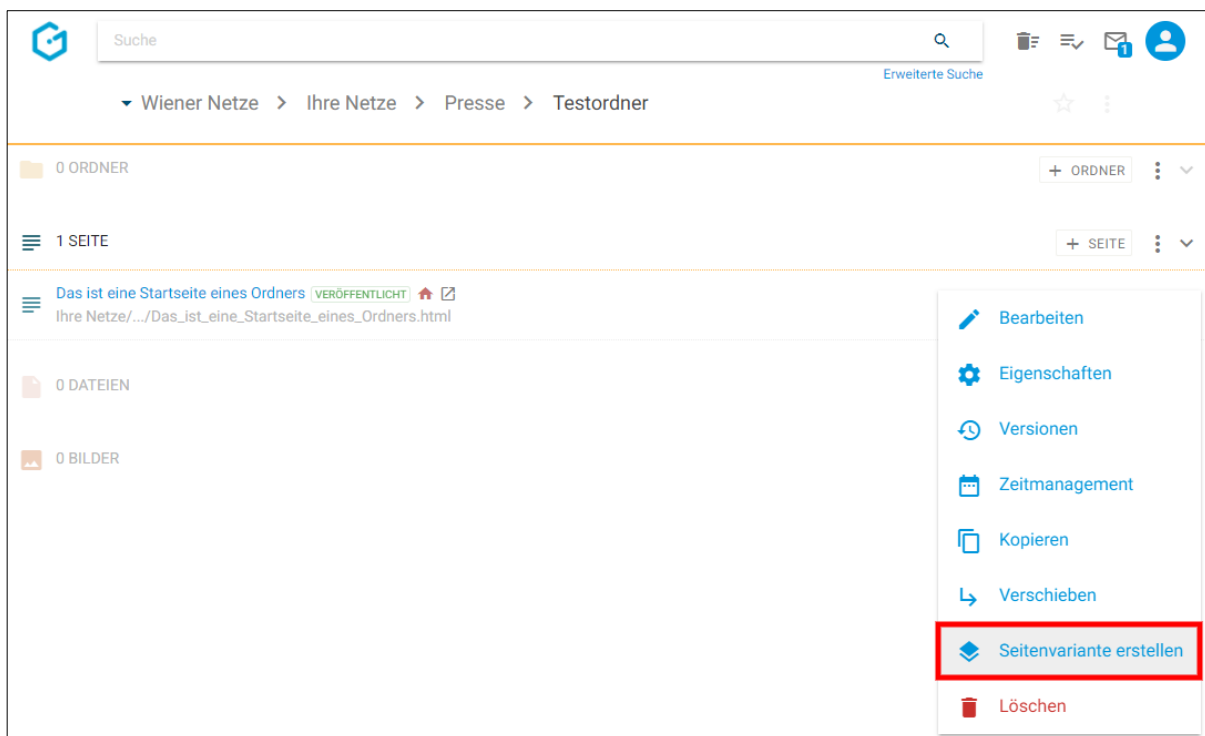 Suche
1
Erweiterte Suche
Wiener Netze > Ihre Netze > Presse > Testordner
0 ORDNER
+ ORDNER
1 SEITE
+ SEITE
Das ist eine Startseite eines Ordners VERÖFFENTLICHT
Ihre Netze/.../Das_ist_eine_Startseite_eines_Ordners.html
Bearbeiten
Eigenschaften
0 DATEIEN
Versionen
0 BILDER
Zeitmanagement
Kopieren
Verschieben
Seitenvariante erstellen
Löschen